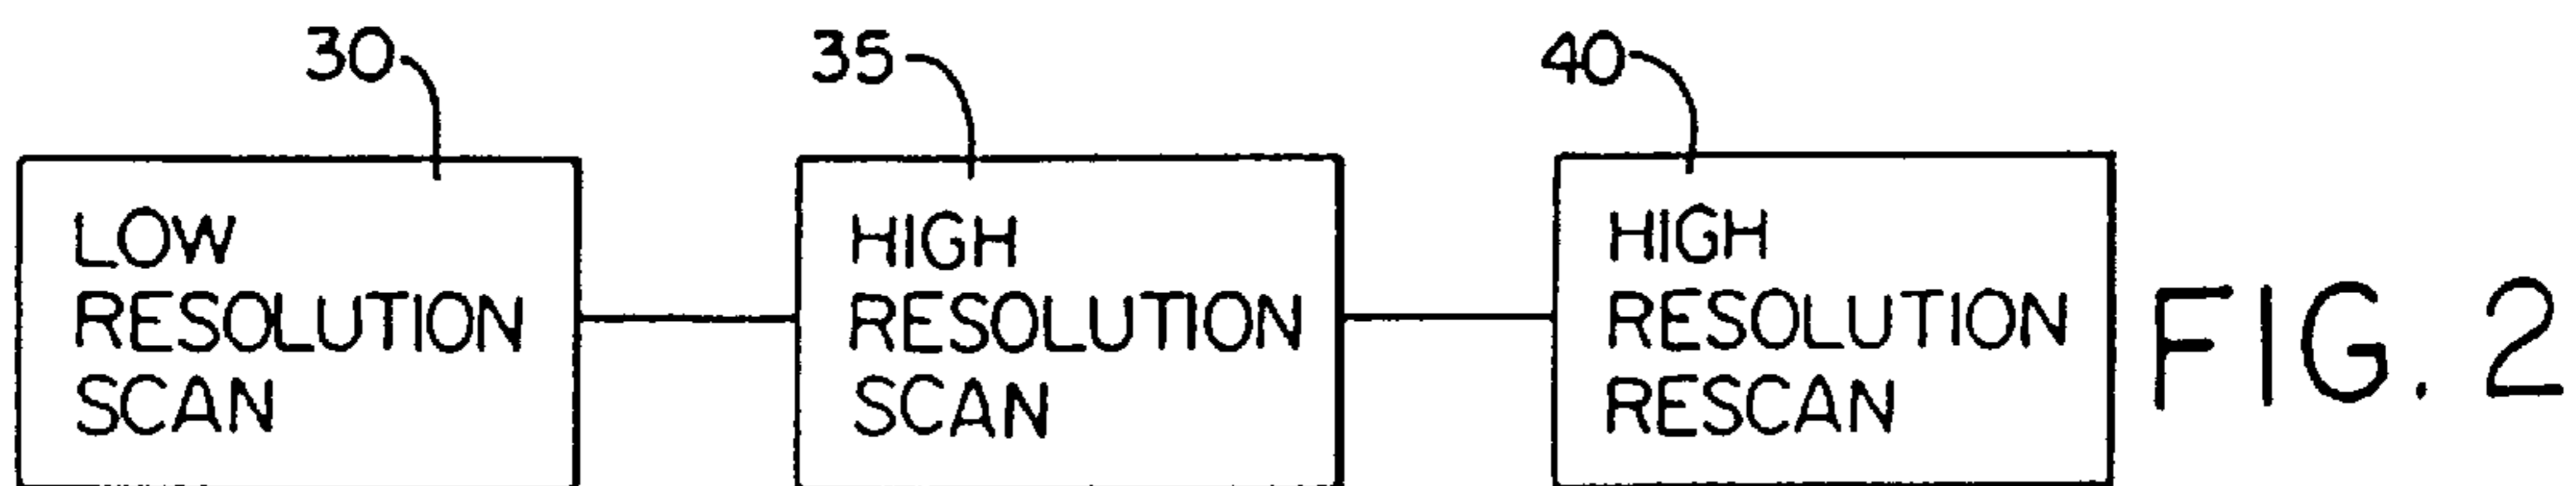 30
35
40
LOW
RESOLUTION
SCAN
HIGH
RESOLUTION
SCAN
HIGH
RESOLUTION
RESCAN
FIG. 2